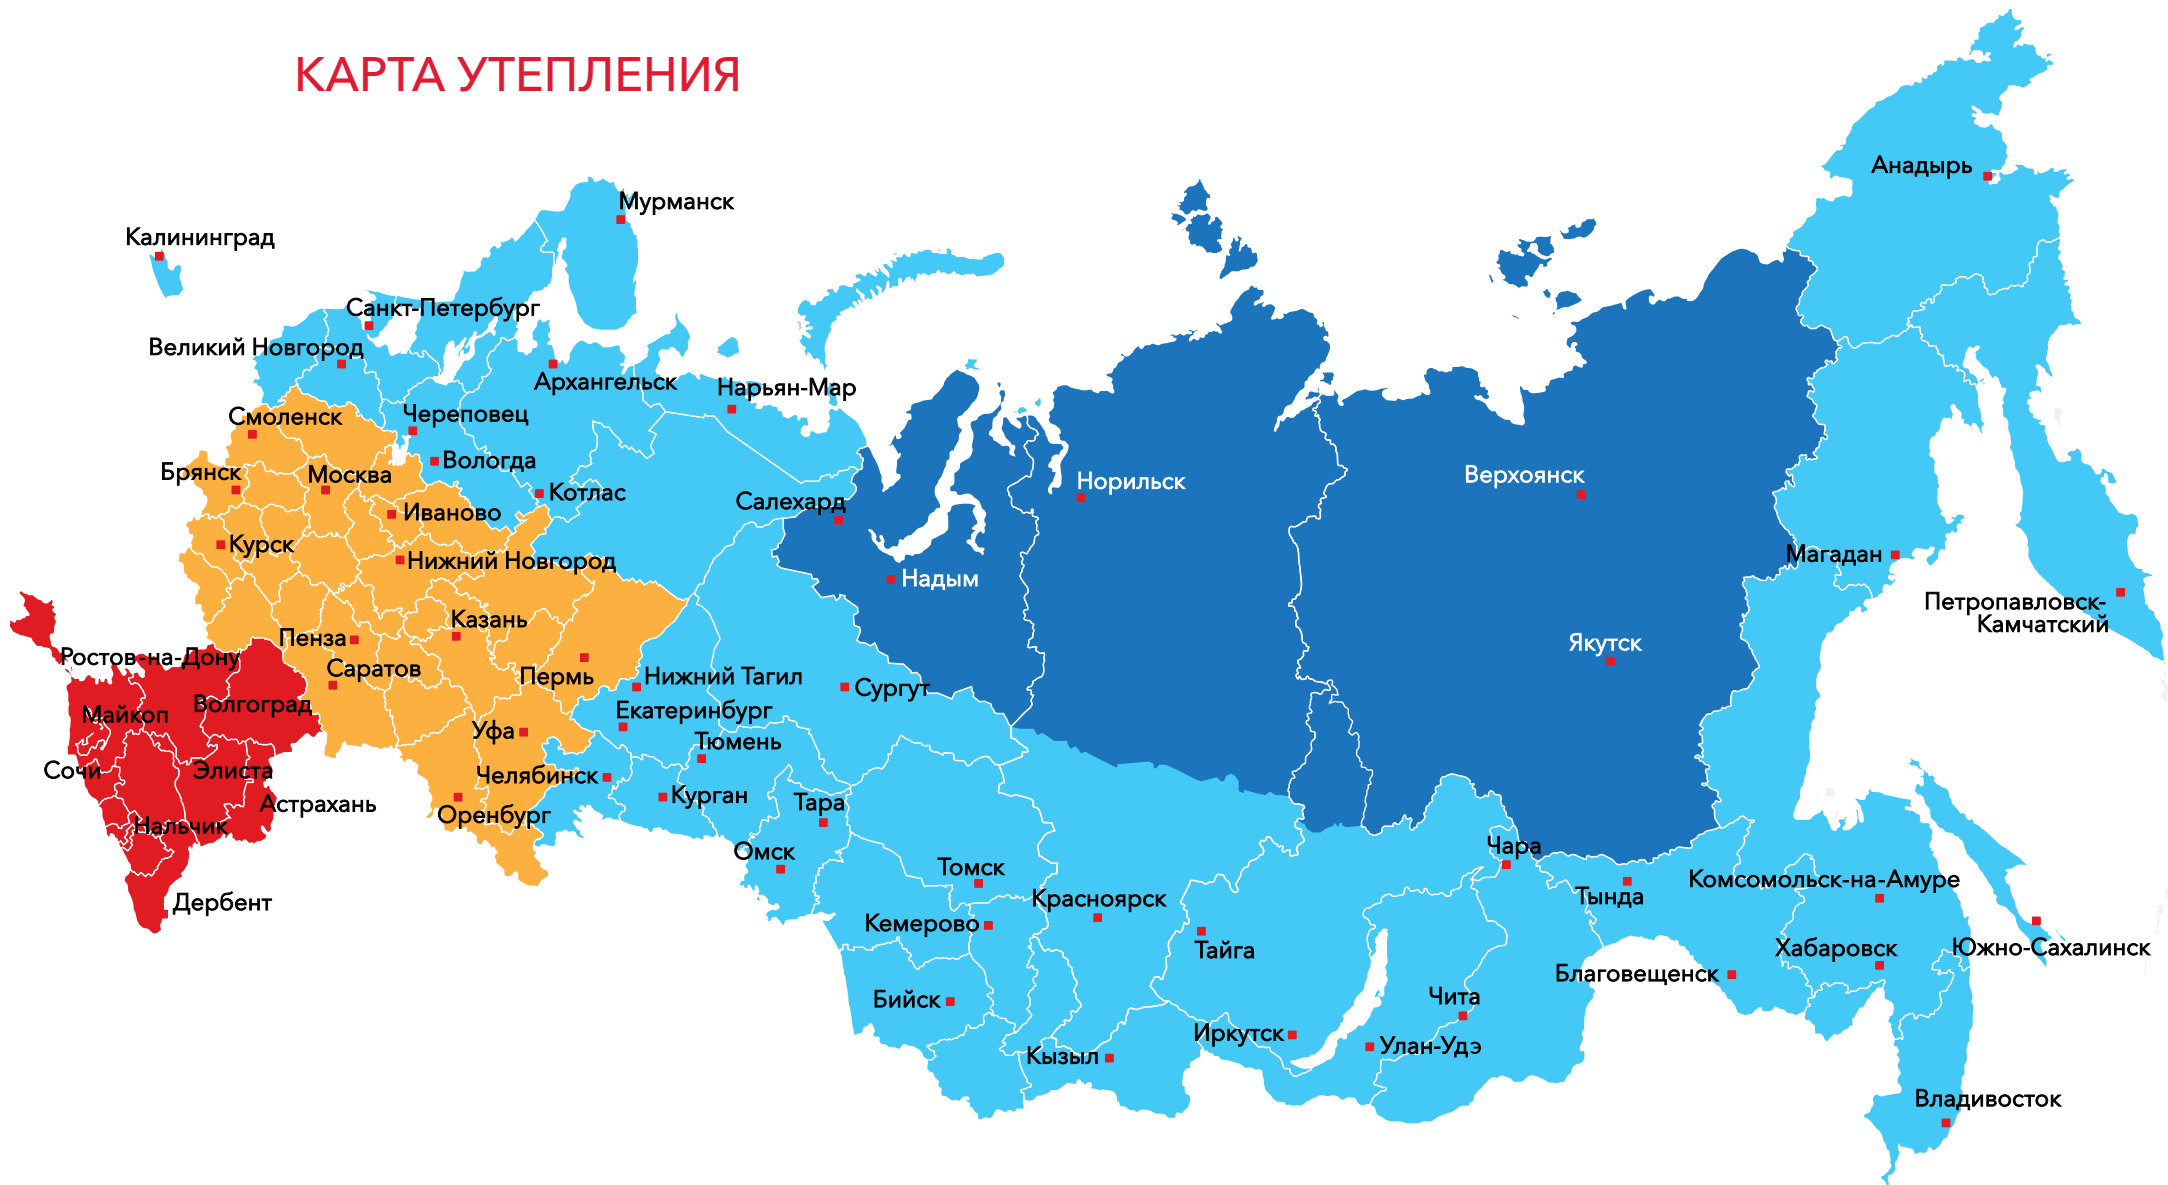 КАРТА УТЕПЛЕНИЯ
Анадырь
Мурманск
Калининград
Санкт-Петербург
Великий Новгород
Архангельск
Нарьян-Мар
Смоленск
Череповец
Вологда
Брянск
Москва
Котлас
Салехард
Норильск
Верхоянск
Иваново
Курск
Нижний Новгород
Надым
Магадан
Петропавловск-
Камчатский
Казань
Пенза
Якутск
Ростов-на-Дону
Саратов
Пермь
Нижний Тагил
Сургут
Волгоград
Майкоп
Екатеринбург
Уфа
Тюмень
Сочи
Элиста
Челябинск
Курган
Астрахань
Тара
Оренбург
Нальчик
Омск
Чара
Томск
Комсомольск-на-Амуре
Тында
Красноярск
Дербент
Кемерово
Тайга
Хабаровск
Южно-Сахалинск
Благовещенск
Бийск
Чита
Иркутск
Улан-Удэ
Кызыл
Владивосток